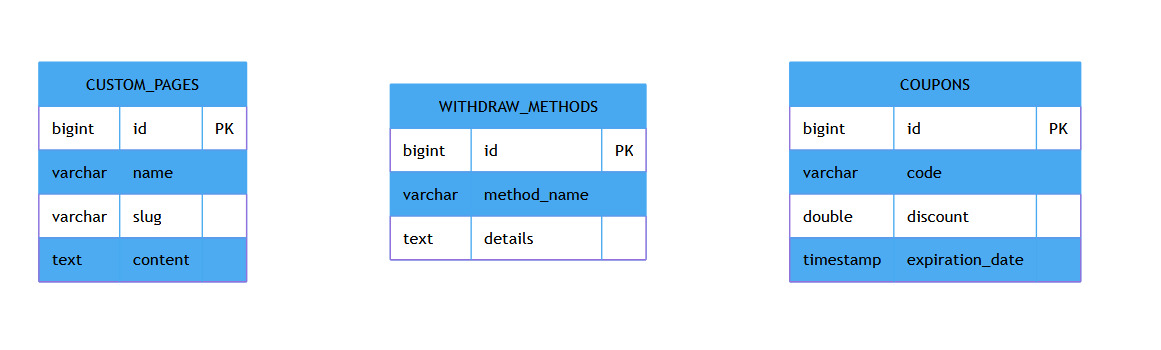 CUSTOM_PAGES
bigint id PK
varchar name
varchar slug
text content
WITHDRAW_METHODS
bigint id PK
varchar method_name
text details
COUPONS
bigint id PK
varchar code
double discount
timestamp expiration_date